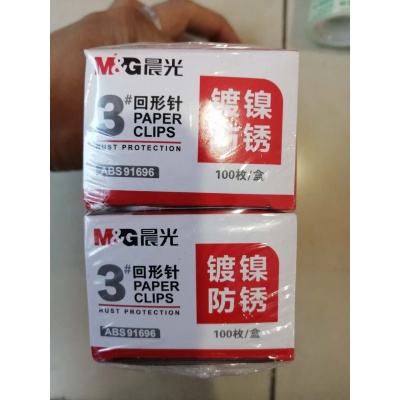 M&G晨光
3# 回形针
PAPER
CLIPS
RUST PROTECTION
ABS91696
镀镍
防锈
100枚/盒
M&G晨光
3# 回形针
PAPER
CLIPS
RUST PROTECTION
ABS91696
镀镍
防锈
100枚/盒